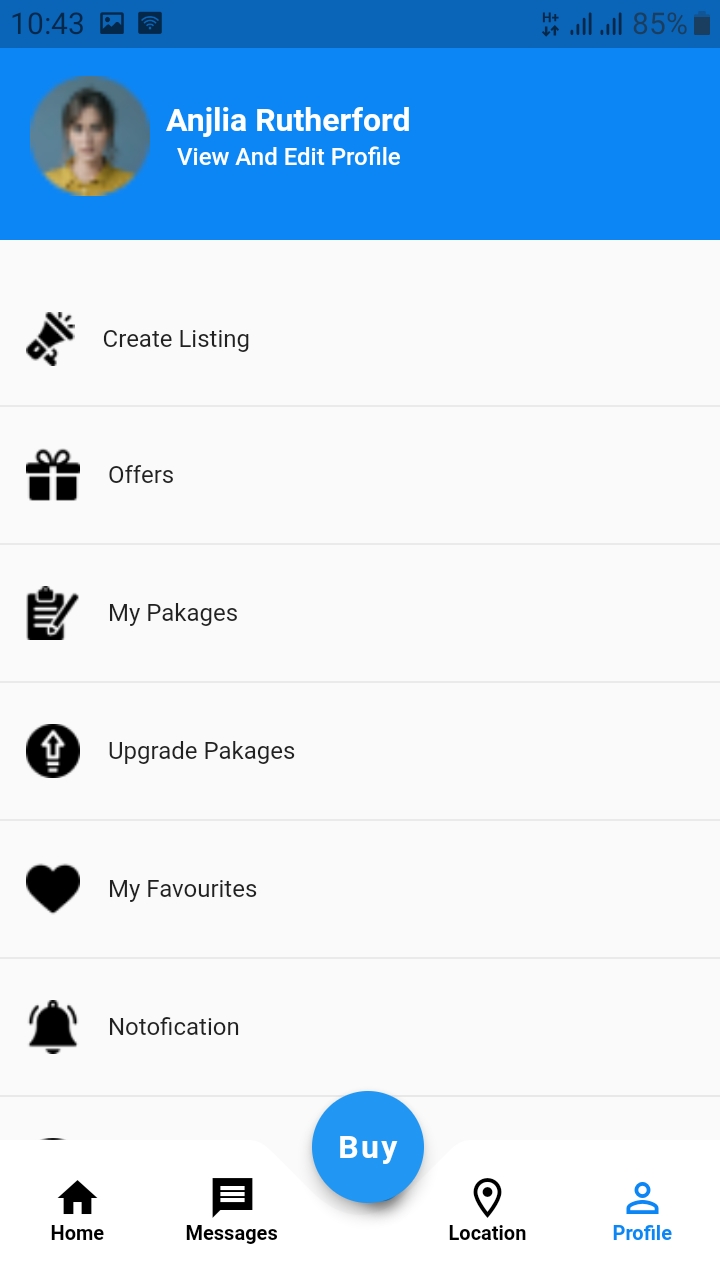 10:43 H+ 85%
Anjlia Rutherford
View And Edit Profile
Create Listing
Offers
My Pakages
Upgrade Pakages
My Favourites
Notofication
Buy
Home Messages Location Profile